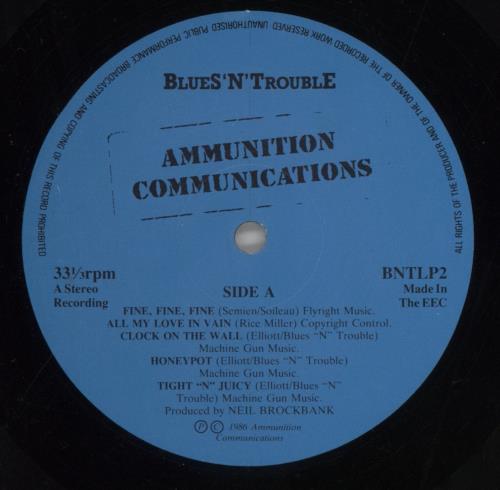 ALL RIGHTS OF THE PRODUCER AND OF THE OWNER OF THE RECORDED WORK RESERVED UNAUTHORISED PUBLIC PERFORMANCE BROADCASTING AND COPYING OF THIS RECORD PROHIBITED
BLUES'N'TROUBLE
AMMUNITION
COMMUNICATIONS
33⅓rpm
A Stereo
Recording
SIDE A
BNTLP2
Made In
The EEC
FINE, FINE, FINE (Semien/Soileau) Flyright Music.
ALL MY LOVE IN VAIN (Rice Miller) Copyright Control.
CLOCK ON THE WALL (Elliott/Blues "N" Trouble)
Machine Gun Music.
HONEYPOT (Elliott/Blues "N" Trouble)
Machine Gun Music.
TIGHT "N" JUICY (Elliott/Blues "N"
Trouble) Machine Gun Music.
Produced by NEIL BROCKBANK
Ⓟ Ⓒ 1986 Ammunition
Communications